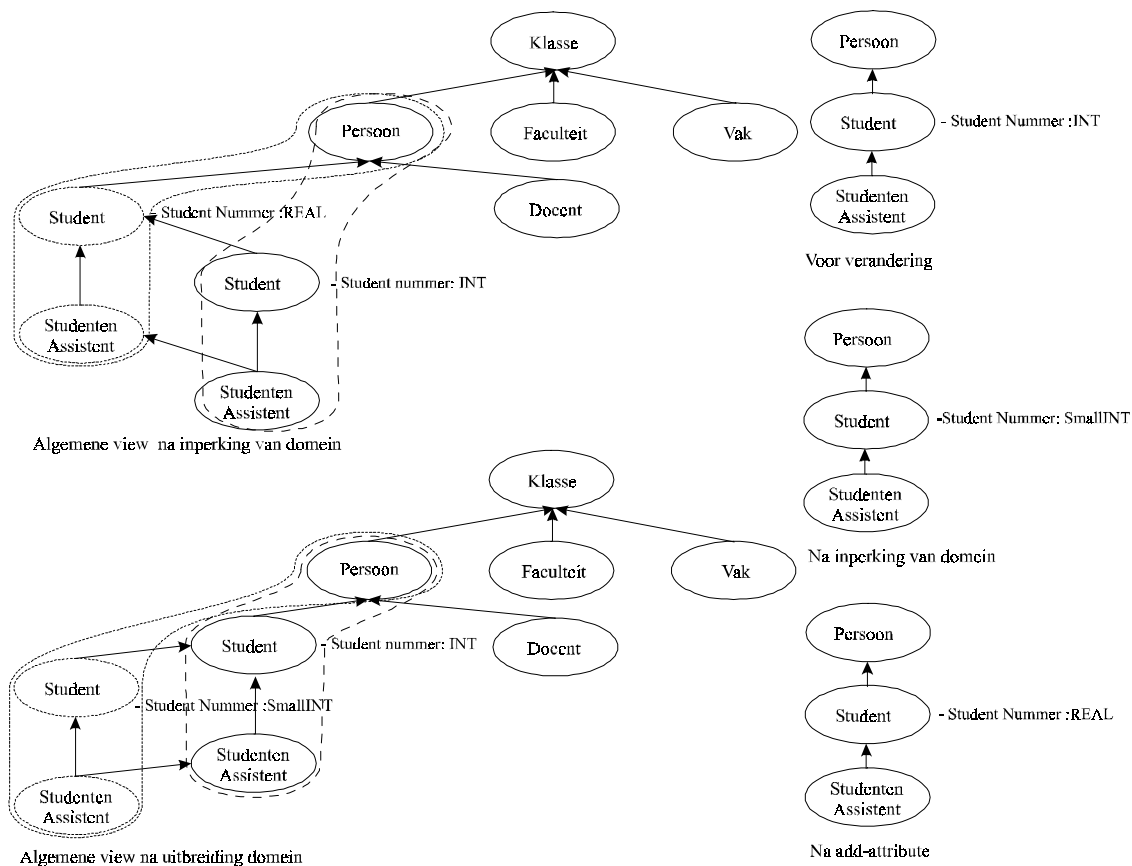 Klasse
Persoon
Faculteit
Vak
Student
- Student Nummer :REAL
Docent
Student
- Student nummer: INT
Studenten
Assistent
Studenten
Assistent
Algemene view na inperking van domein
Persoon
Student
- Student Nummer :INT
Studenten
Assistent
Voor verandering
Persoon
Student
-Student Nummer: SmallINT
Studenten
Assistent
Na inperking van domein
Klasse
Persoon
Faculteit
Vak
Student
- Student nummer: INT
Docent
Student
- Student Nummer :SmallINT
Studenten
Assistent
Studenten
Assistent
Algemene view na uitbreiding domein
Persoon
Student
- Student Nummer :REAL
Studenten
Assistent
Na add-attribute